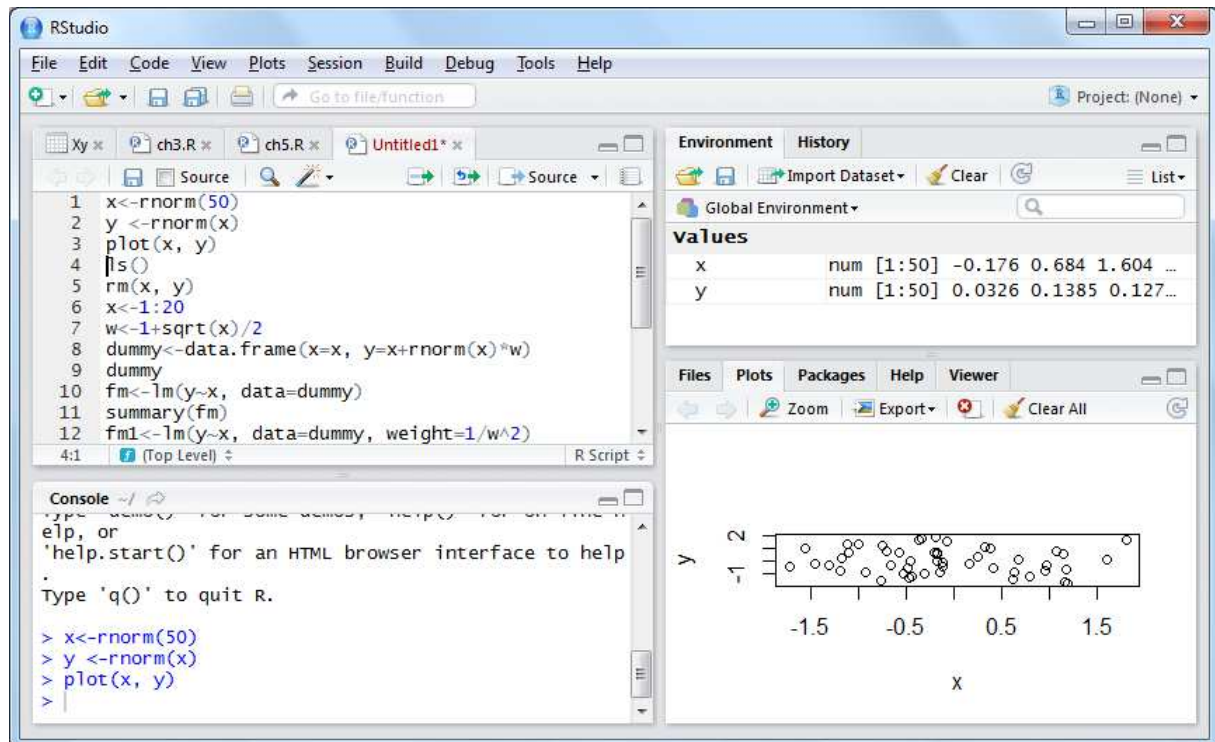 RStudio
File Edit Code View Plots Session Build Debug Tools Help
Go to file/function
Project: (None)
Xy ch3.R ch5.R Untitled1*
Source Source
1 x<-rnorm(50)
2 y <-rnorm(x)
3 plot(x, y)
4 ls()
5 rm(x, y)
6 x<-1:20
7 w<-1+sqrt(x)/2
8 dummy<-data.frame(x=x, y=x+rnorm(x)*w)
9 dummy
10 fm<-lm(y~x, data=dummy)
11 summary(fm)
12 fm1<-lm(y~x, data=dummy, weight=1/w^2)
4:1 (Top Level) R Script
Console ~/
elp, or
'help.start()' for an HTML browser interface to help
.
Type 'q()' to quit R.
> x<-rnorm(50)
> y <-rnorm(x)
> plot(x, y)
>
Environment History
Import Dataset Clear List
Global Environment
Values
x num [1:50] -0.176 0.684 1.604 ...
y num [1:50] 0.0326 0.1385 0.127...
Files Plots Packages Help Viewer
Zoom Export Clear All
y
2
-1
-1.5 -0.5 0.5 1.5
x